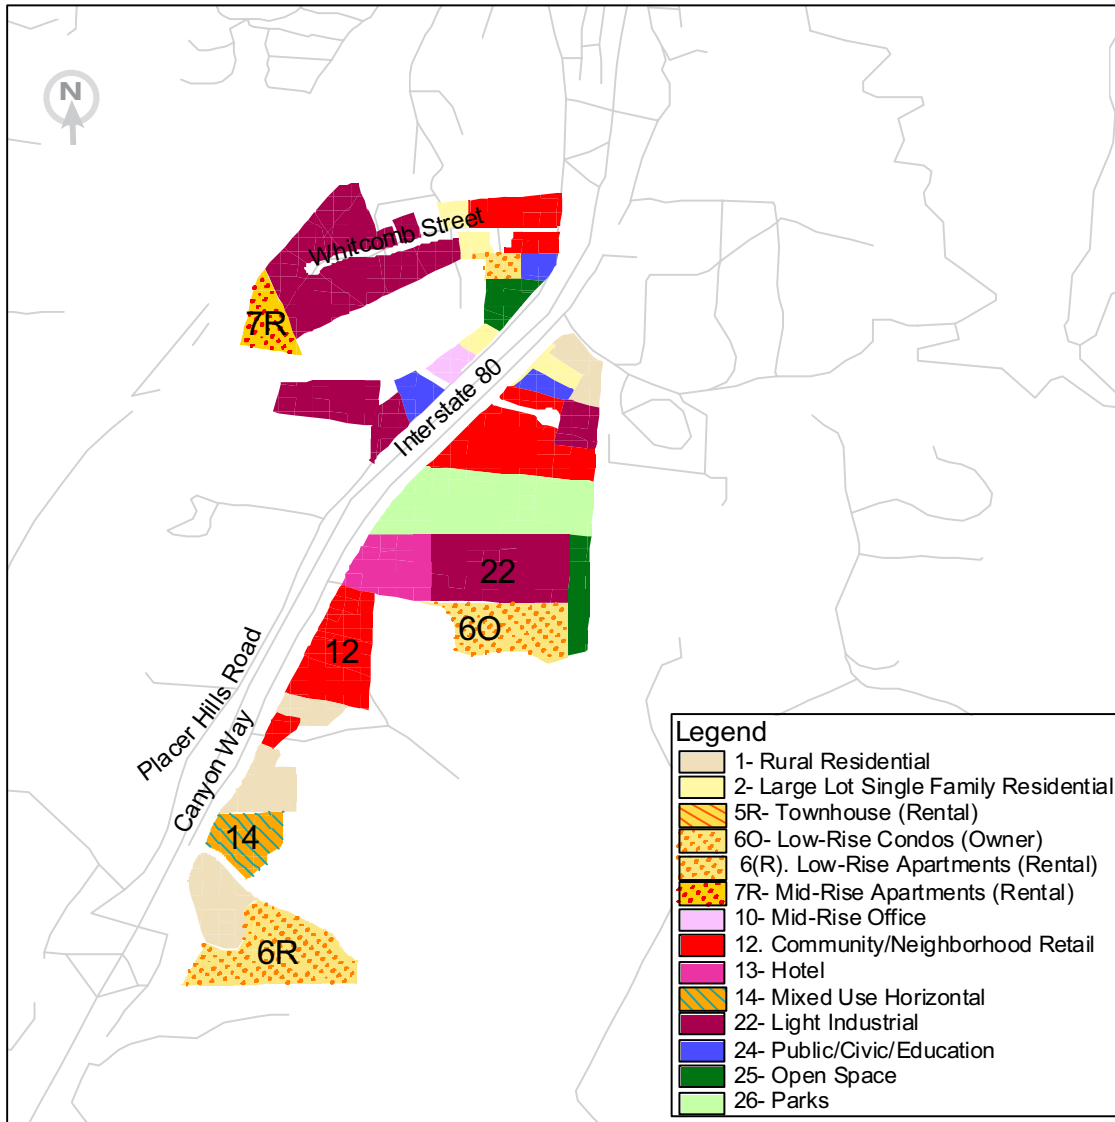 N
Whitcomb Street
7R
Interstate 80
22
6O
12
Placer Hills Road
Canyon Way
14
6R
Legend
1- Rural Residential
2- Large Lot Single Family Residential
5R- Townhouse (Rental)
6O- Low-Rise Condos (Owner)
6(R). Low-Rise Apartments (Rental)
7R- Mid-Rise Apartments (Rental)
10- Mid-Rise Office
12. Community/Neighborhood Retail
13- Hotel
14- Mixed Use Horizontal
22- Light Industrial
24- Public/Civic/Education
25- Open Space
26- Parks